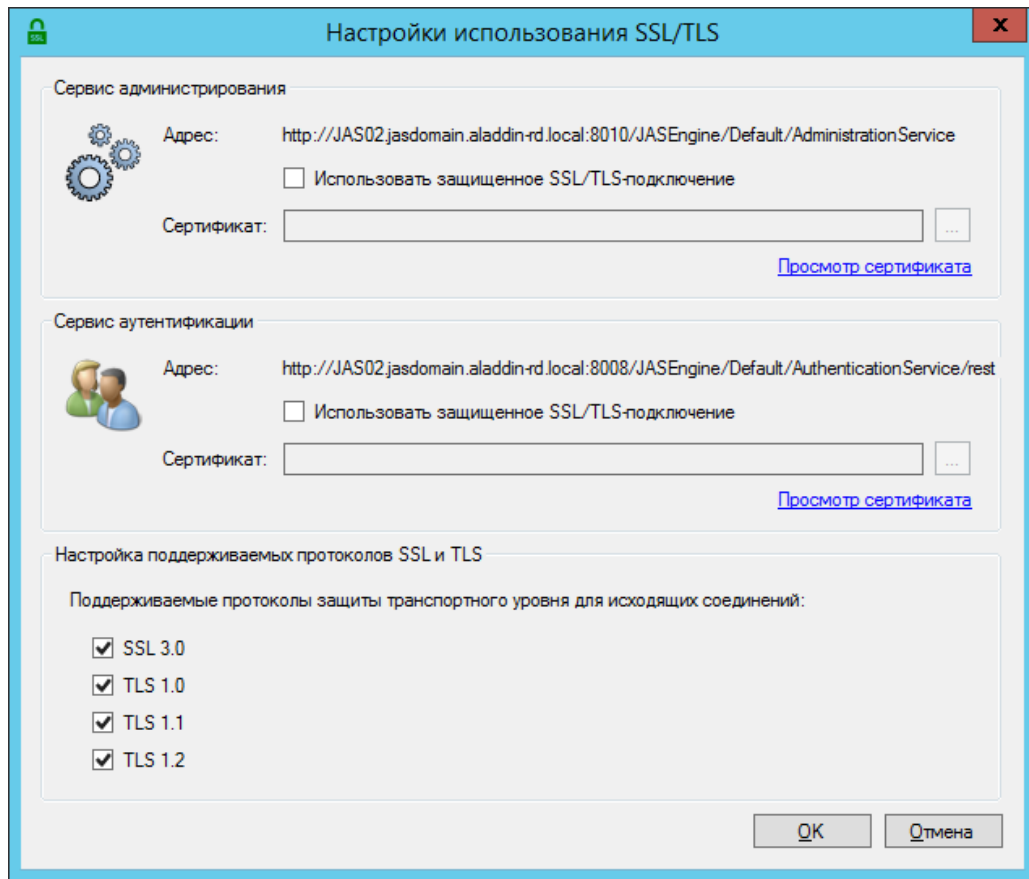 SSL
Настройки использования SSL/TLS
x
Сервис администрирования
Адрес: http://JAS02.jasdomain.aladdin-rd.local:8010/JASEngine/Default/AdministrationService
Использовать защищенное SSL/TLS-подключение
Сертификат: ...
Просмотр сертификата
Сервис аутентификации
Адрес: http://JAS02.jasdomain.aladdin-rd.local:8008/JASEngine/Default/AuthenticationService/rest
Использовать защищенное SSL/TLS-подключение
Сертификат: ...
Просмотр сертификата
Настройка поддерживаемых протоколов SSL и TLS
Поддерживаемые протоколы защиты транспортного уровня для исходящих соединений:
SSL 3.0
TLS 1.0
TLS 1.1
TLS 1.2
OK Отмена